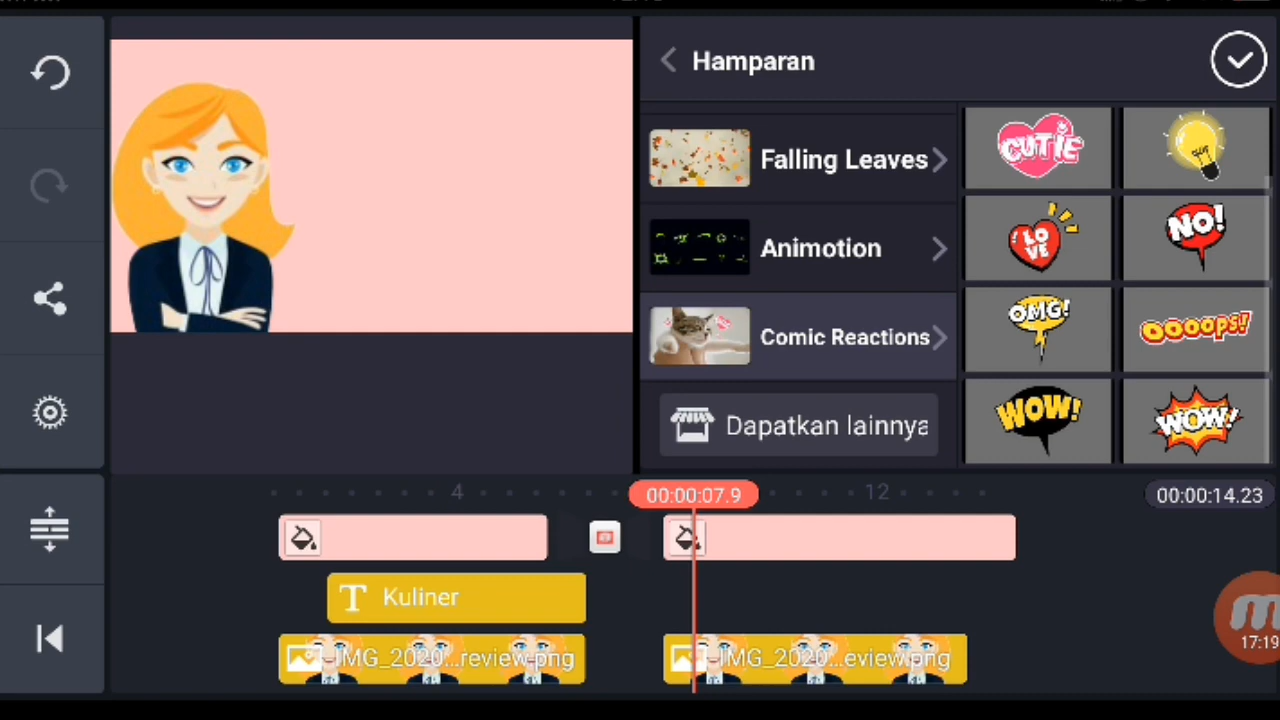 Hamparan
Falling Leaves
Animotion
Comic Reactions
Dapatkan lainnya
CUTiE
LOVE
NO!
OMG!
OOOOPS!
WOW!
WOW!
4
00:00:07.9
12
00:00:14.23
Kuliner
IMG_2020...review.png
IMG_2020...eview.png
17:19